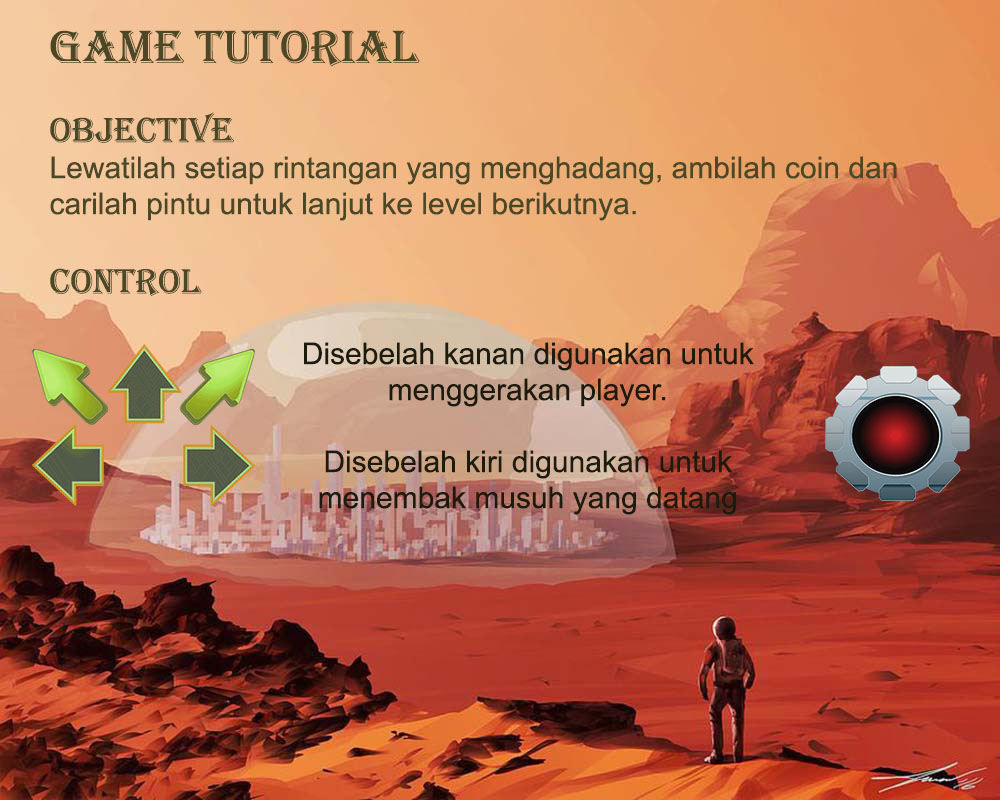 GAME TUTORIAL
OBJECTIVE
Lewatilah setiap rintangan yang menghadang, ambilah coin dan
carilah pintu untuk lanjut ke level berikutnya.
CONTROL
Disebelah kanan digunakan untuk
menggerakan player.
Disebelah kiri digunakan untuk
menembak musuh yang datang